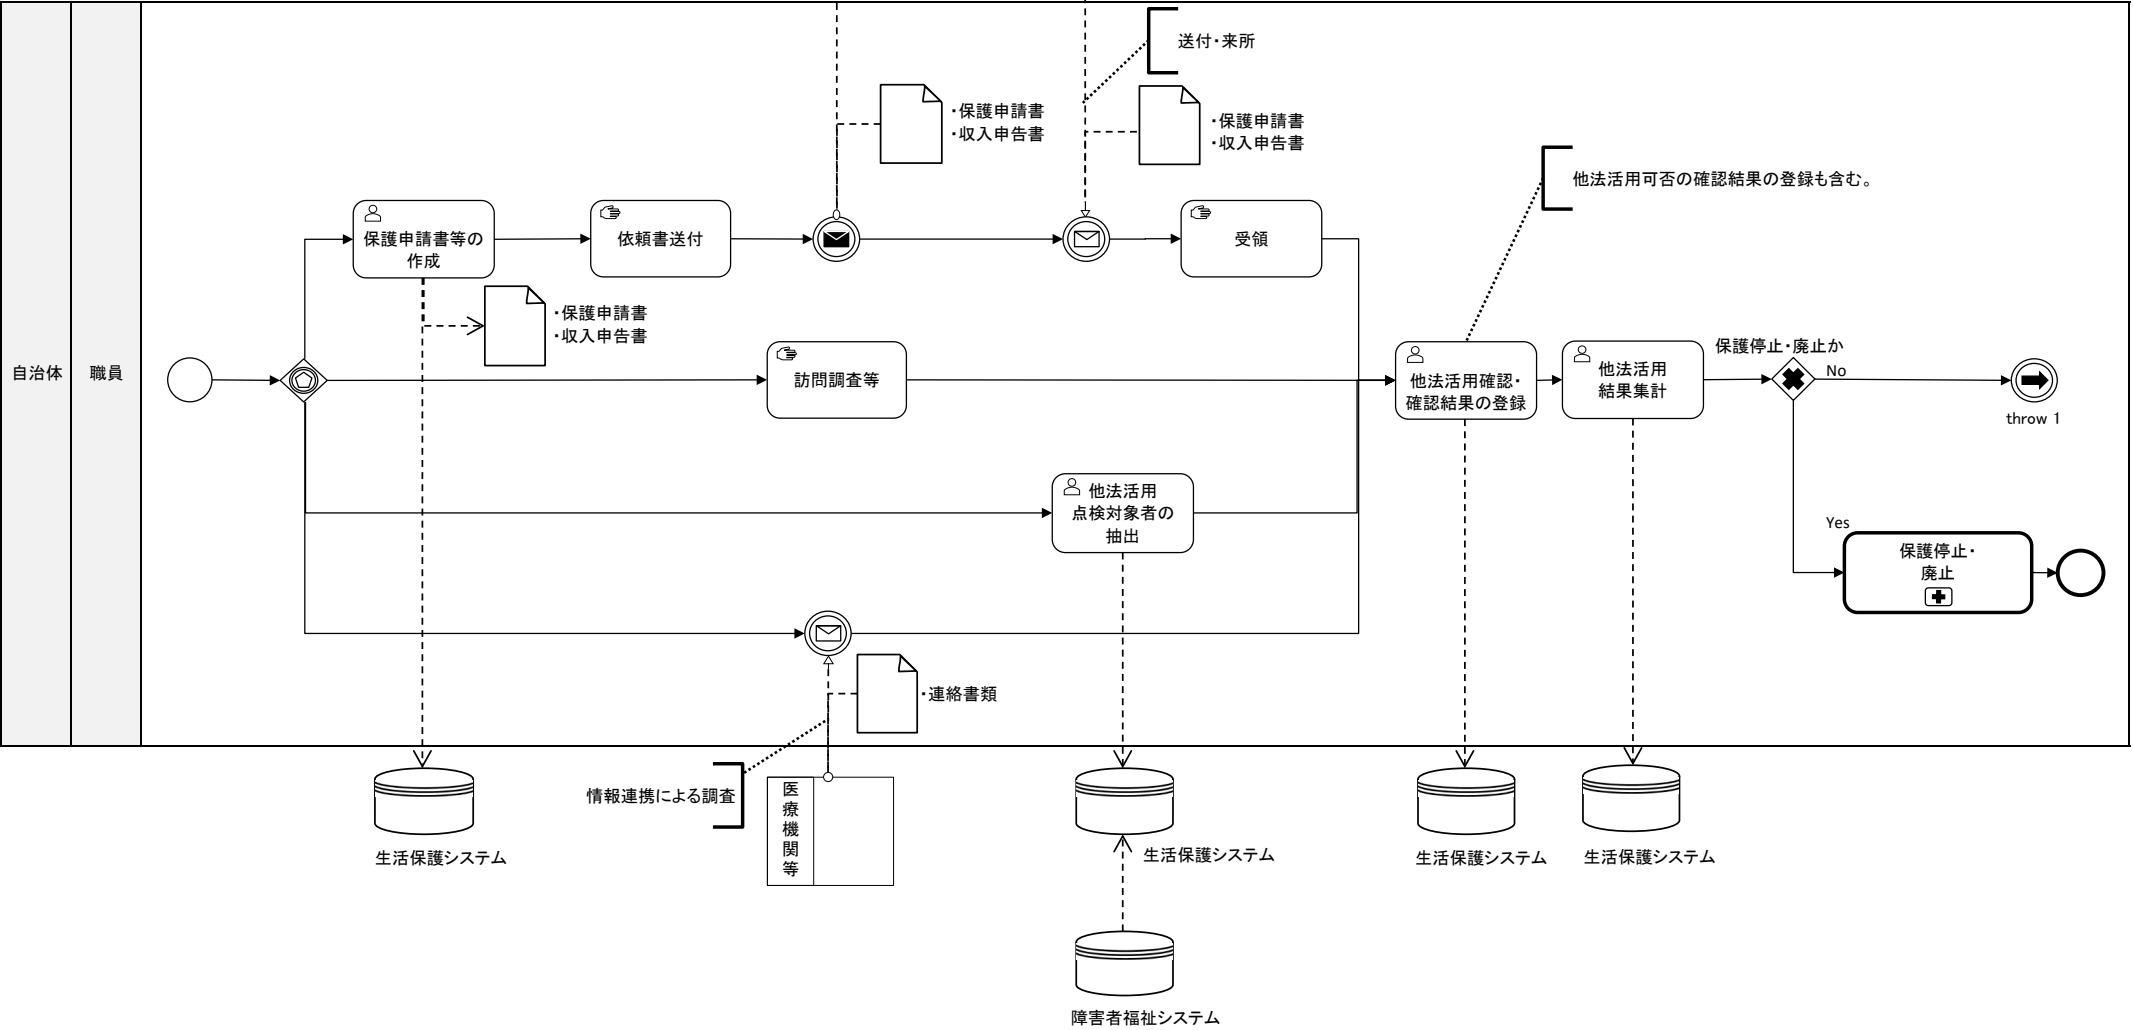 送付・来所
・保護申請書
・収入申告書
・保護申請書
・収入申告書
他法活用可否の確認結果の登録も含む。
保護申請書等の
作成
依頼書送付
受領
・保護申請書
・収入申告書
自治体
職員
訪問調査等
他法活用確認・
確認結果の登録
他法活用
結果集計
保護停止・廃止か
No
throw 1
他法活用
点検対象者の
抽出
Yes
保護停止・
廃止
・連絡書類
情報連携による調査
医
療
機
関
等
生活保護システム
生活保護システム
生活保護システム
生活保護システム
障害者福祉システム